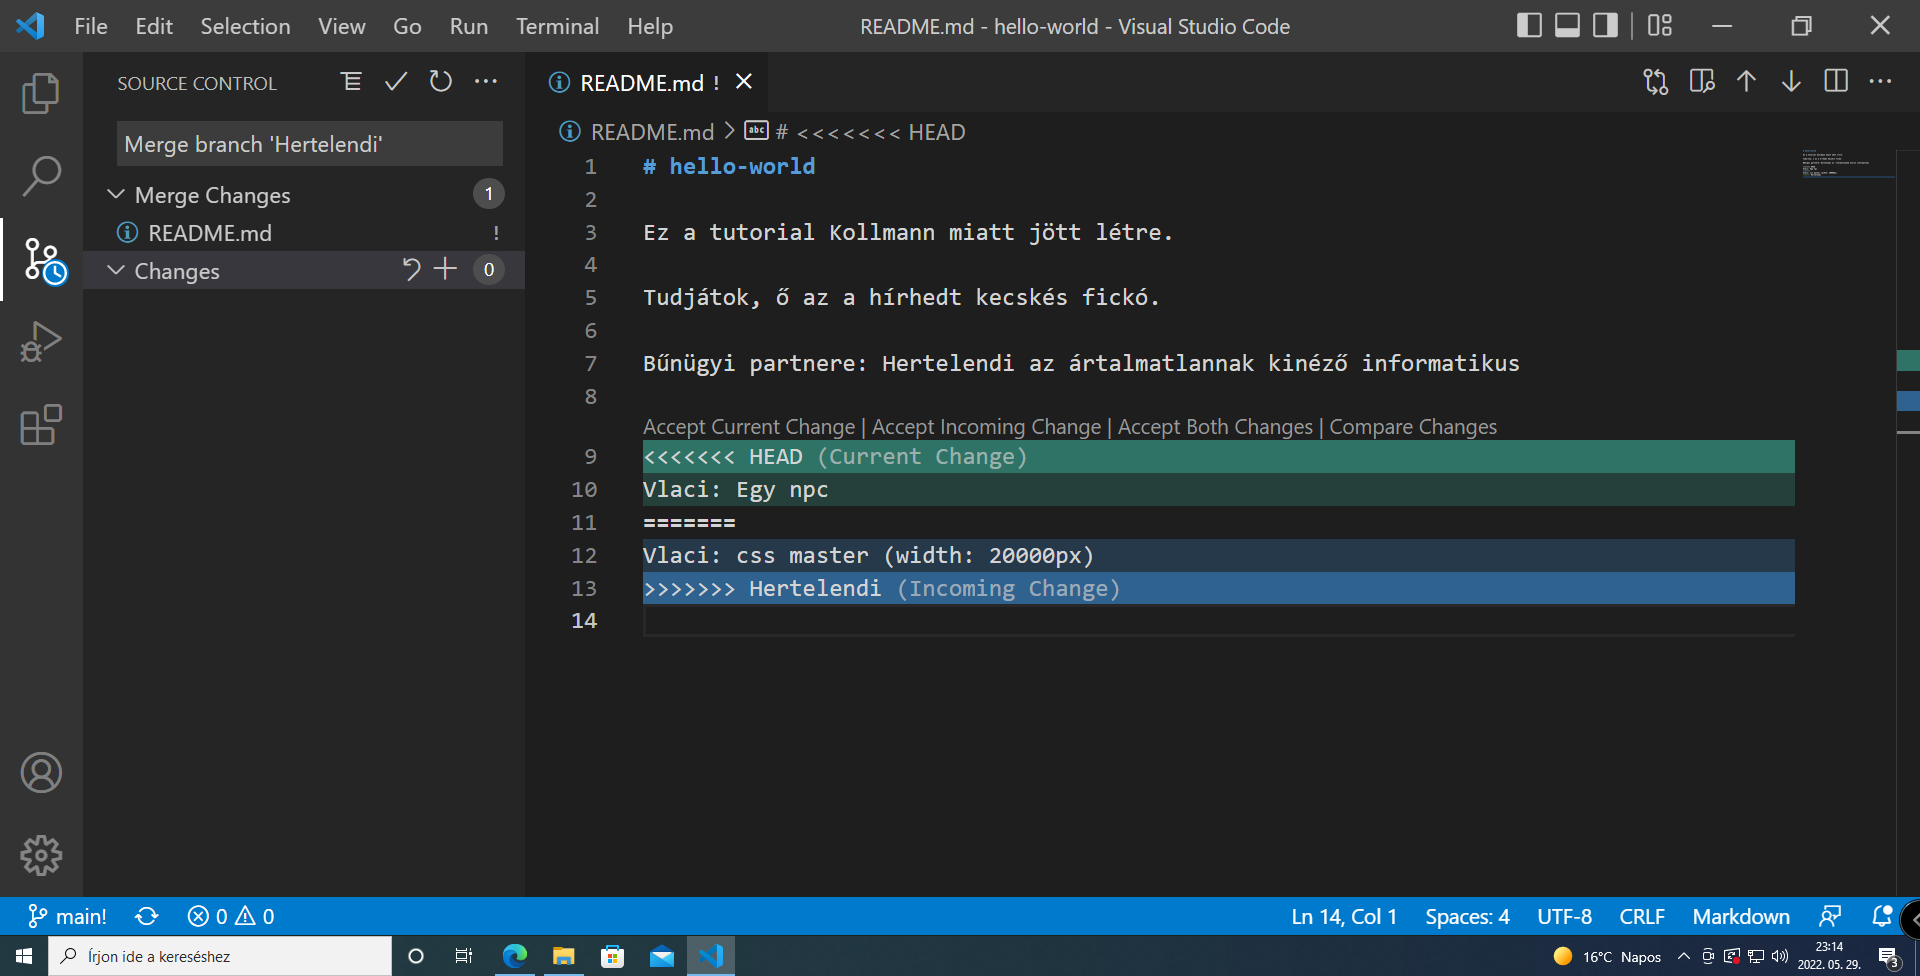 File Edit Selection View Go Run Terminal Help README.md - hello-world - Visual Studio Code
SOURCE CONTROL
Merge branch 'Hertelendi'
Merge Changes 1
README.md !
Changes 0
README.md !
README.md > # <<<<<<< HEAD
1 # hello-world
2
3 Ez a tutorial Kollmann miatt jött létre.
4
5 Tudjátok, ő az a hírhedt kecskés fickó.
6
7 Bűnügyi partnere: Hertelendi az ártalmatlannak kinéző informatikus
8
Accept Current Change | Accept Incoming Change | Accept Both Changes | Compare Changes
9 <<<<<<< HEAD (Current Change)
10 Vlaci: Egy npc
11 =======
12 Vlaci: css master (width: 20000px)
13 >>>>>>> Hertelendi (Incoming Change)
14
main! 0 0 Ln 14, Col 1 Spaces: 4 UTF-8 CRLF Markdown
Írjon ide a kereséshez 16°C Napos 23:14
2022. 05. 29. 3